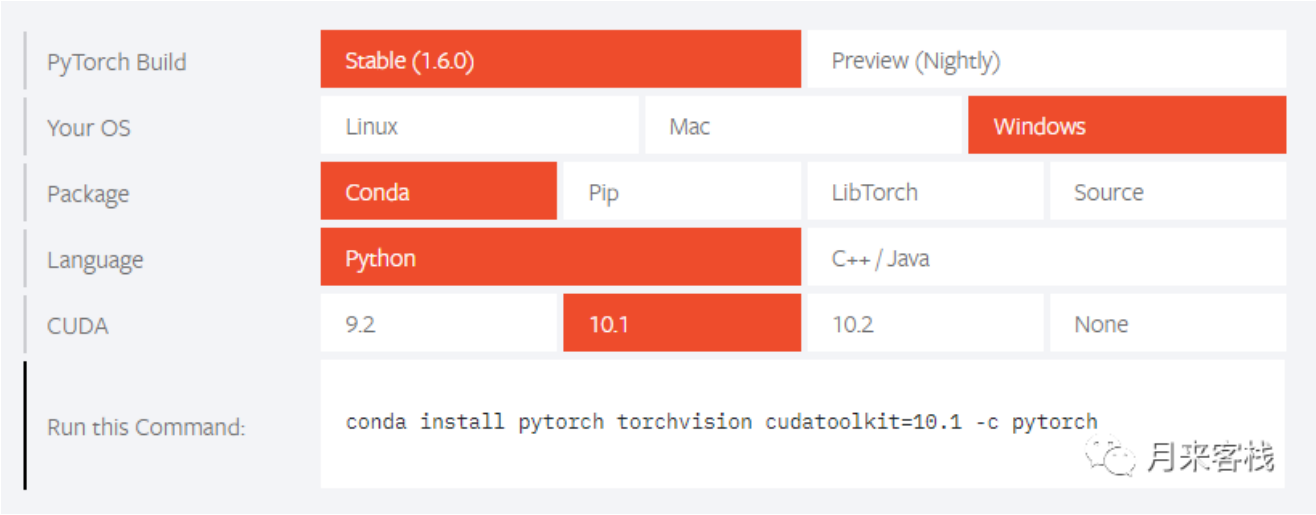 PyTorch Build Stable (1.6.0) Preview (Nightly)
Your OS Linux Mac Windows
Package Conda Pip LibTorch Source
Language Python C++ / Java
CUDA 9.2 10.1 10.2 None
Run this Command: conda install pytorch torchvision cudatoolkit=10.1 -c pytorch
月来客栈